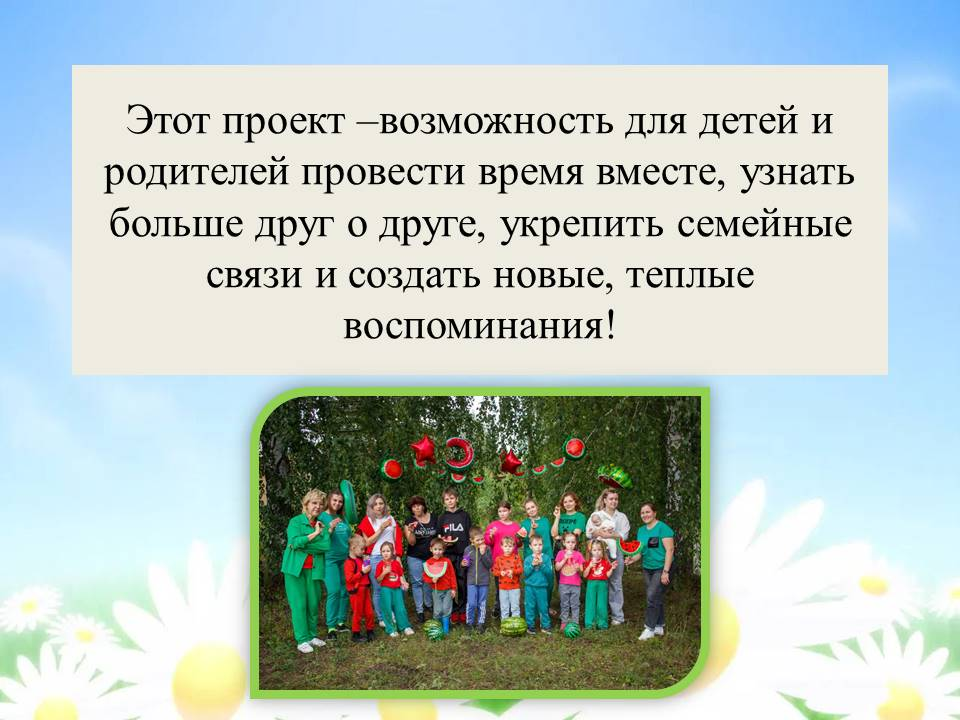 Этот проект –возможность для детей и
родителей провести время вместе, узнать
больше друг о друге, укрепить семейные
связи и создать новые, теплые
воспоминания!
FILA